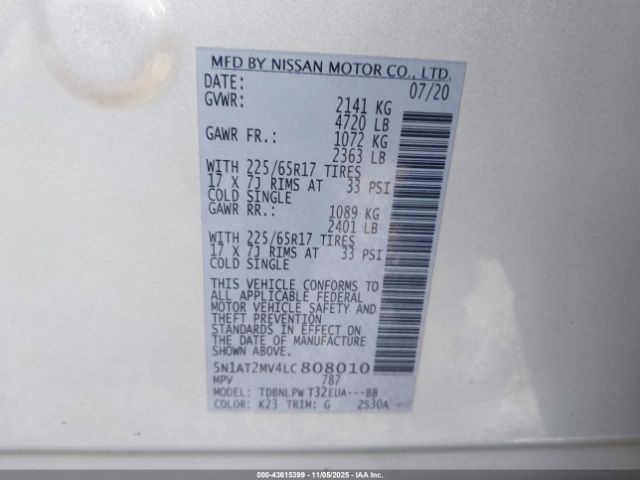 MFD BY NISSAN MOTOR CO., LTD.
DATE: 07/20
GVWR: 2141 KG
4720 LB
GAWR FR.: 1072 KG
2363 LB
WITH 225/65R17 TIRES
17 X 7J RIMS AT 33 PSI
COLD SINGLE
GAWR RR.: 1089 KG
2401 LB
WITH 225/65R17 TIRES
17 X 7J RIMS AT 33 PSI
COLD SINGLE
THIS VEHICLE CONFORMS TO
ALL APPLICABLE FEDERAL
MOTOR VEHICLE SAFETY AND
THEFT PREVENTION
STANDARDS IN EFFECT ON
THE DATE OF MANUFACTURE
SHOWN ABOVE.
5N1AT2MV4LC808010
MPV 787
MODEL: TDBNLPW T32EUA---BB
COLOR: K23 TRIM: G ZS30A --
000-43615399 - 11/05/2025 - IAAI.COM